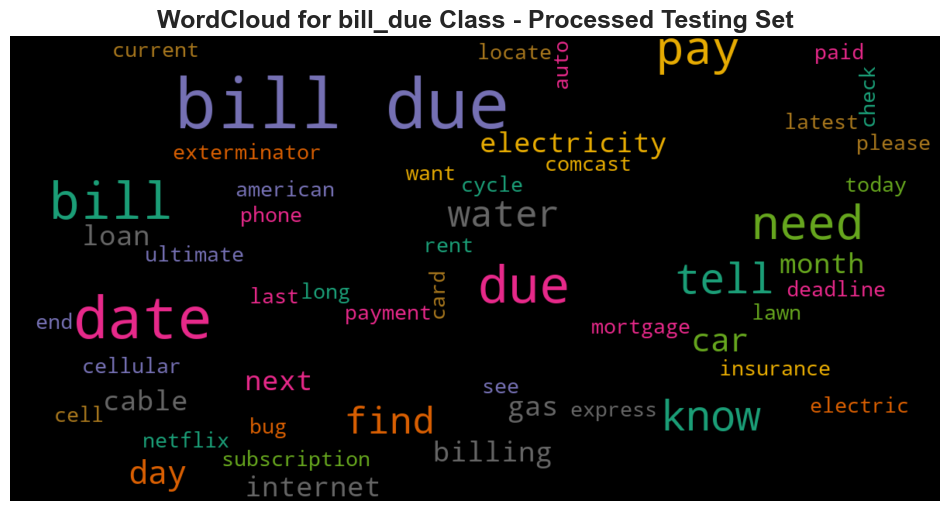 WordCloud for bill_due Class - Processed Testing Set
current
locate
auto
pay
paid
bill due
check
latest
electricity
please
exterminator
comcast
want
cycle
american
today
bill
phone
water
need
loan
rent
ultimate
tell
month
last
long
card
due
deadline
date
payment
lawn
end
mortgage
car
cellular
insurance
next
see
cable
gas
express
know
electric
cell
bug
find
netflix
subscription
billing
day
internet